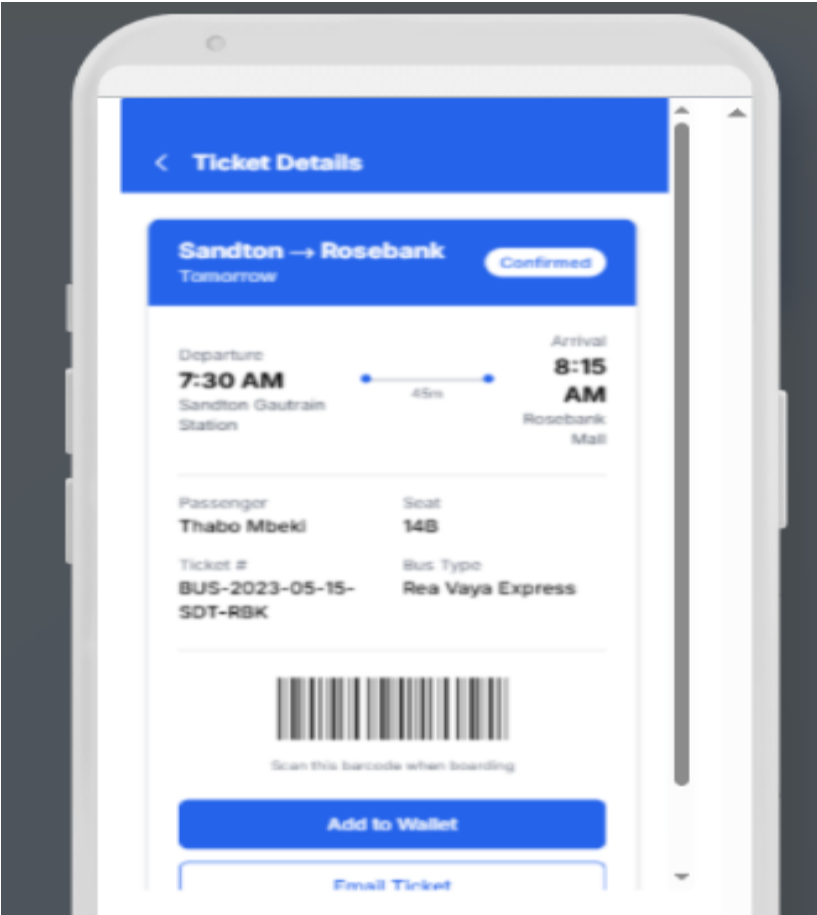 Ticket Details
Sandton → Rosebank
Tomorrow
Confirmed
Departure
7:30 AM
Sandton Gautrain
Station
45m
Arrival
8:15
AM
Rosebank
Mall
Passenger
Thabo Mbeki
Seat
14B
Ticket #
BUS-2023-05-15-
SDT-RBK
Bus Type
Rea Vaya Express
Scan this barcode when boarding
Add to Wallet
Email Ticket